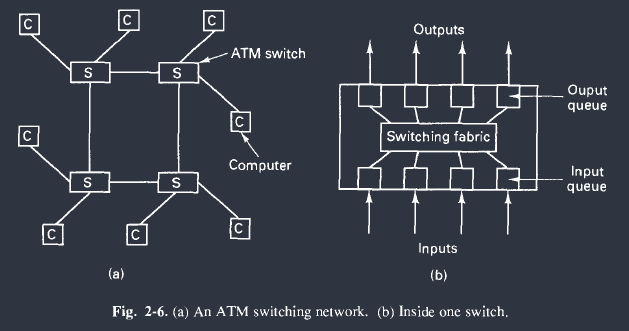 C
C
C
Outputs
ATM switch
S
S
Ouput
queue
C
C
Switching fabric
Computer
Input
queue
S
S
C
C
C
Inputs
(a)
(b)
Fig. 2-6. (a) An ATM switching network. (b) Inside one switch.